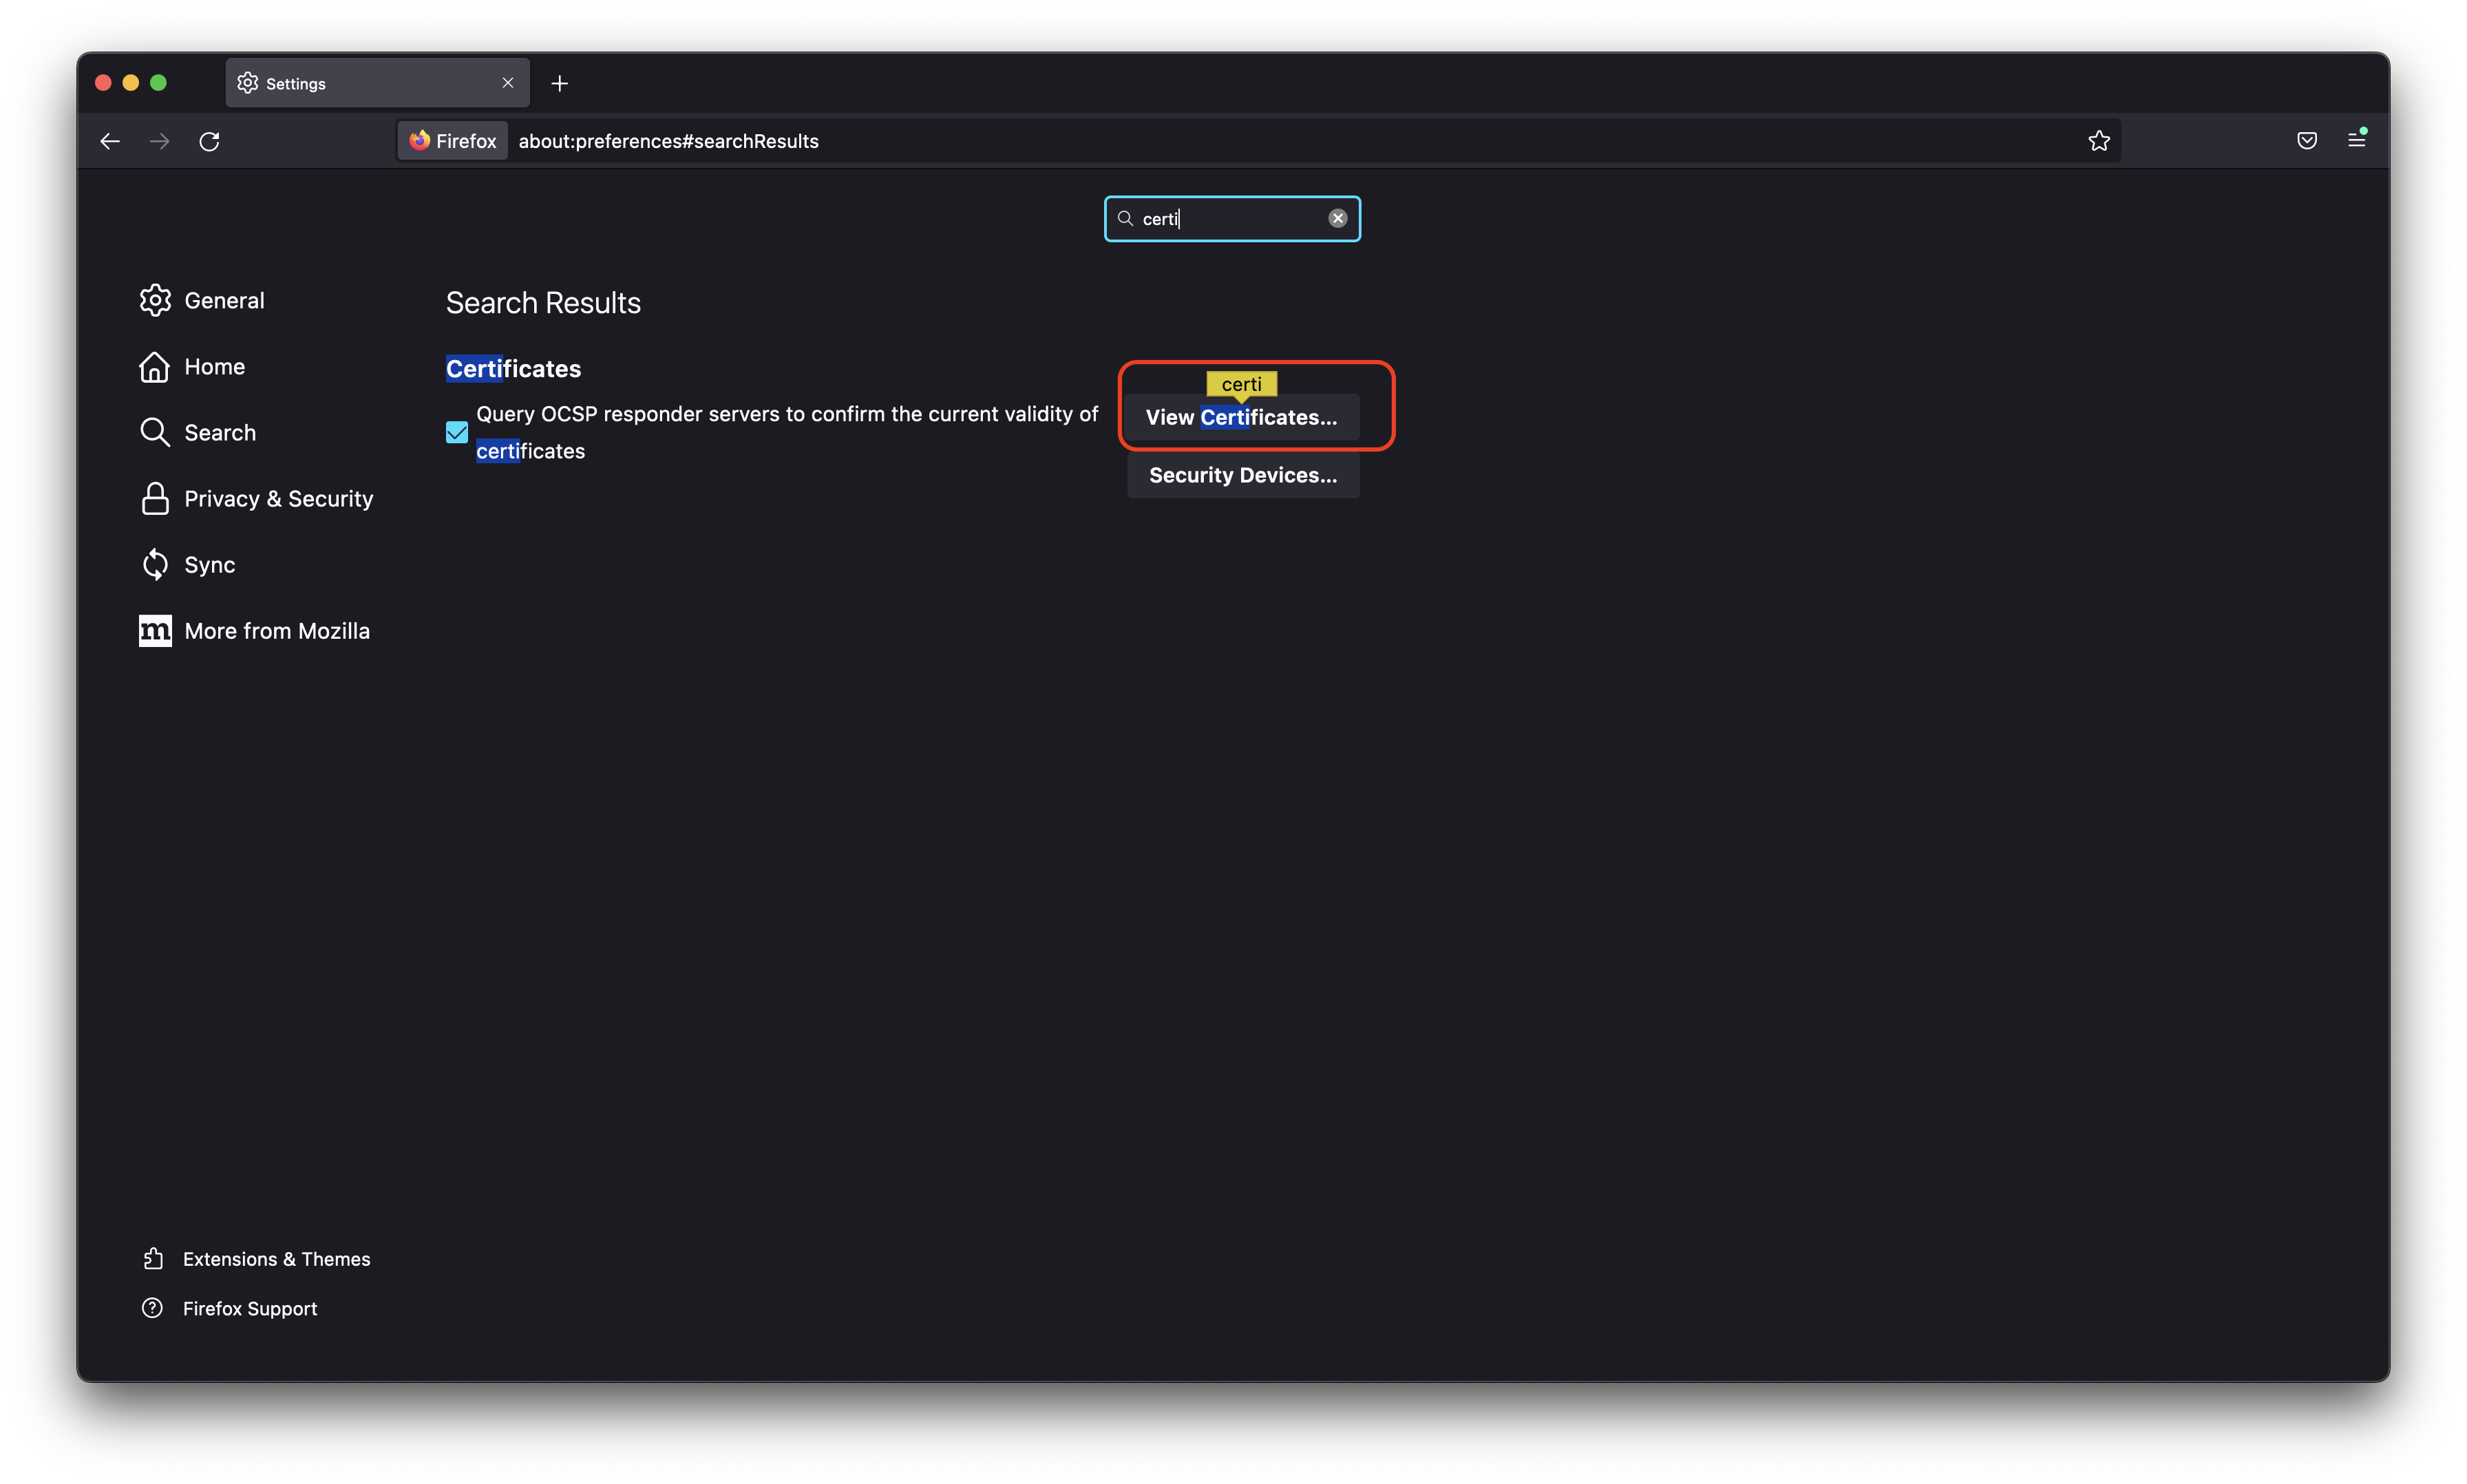 Settings
Firefox about:preferences#searchResults
certi
General
Home
Search
Privacy & Security
Sync
m More from Mozilla
Search Results
Certificates
Query OCSP responder servers to confirm the current validity of
certificates
certi
View Certificates...
Security Devices...
Extensions & Themes
Firefox Support